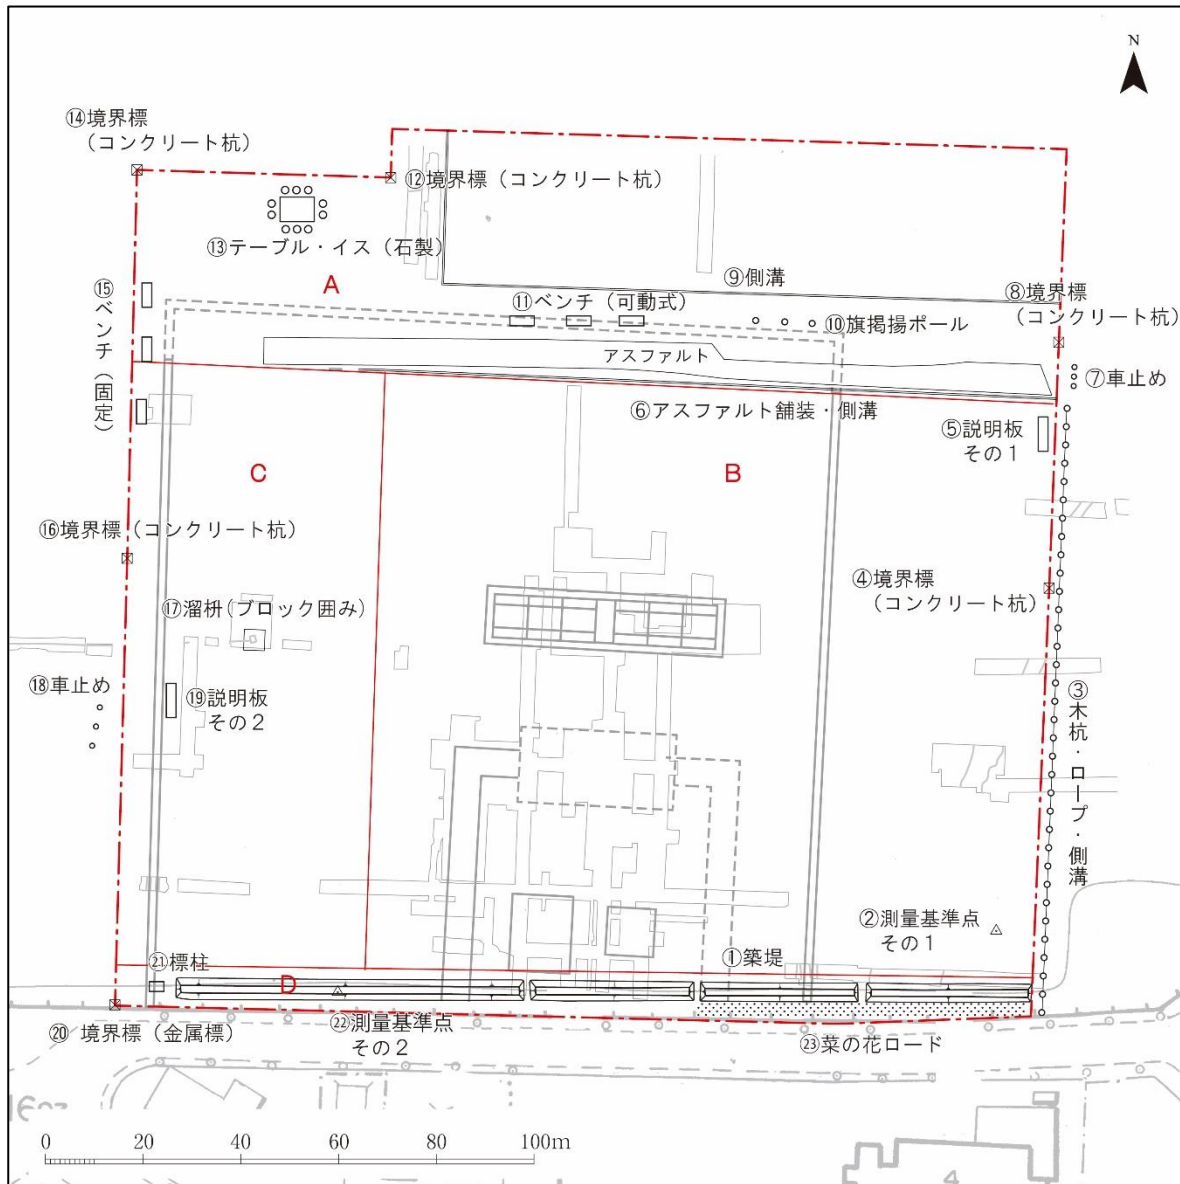 N
⑭境界標
（コンクリート杭）
⑫境界標（コンクリート杭）
⑬テーブル・イス（石製）
A
⑨側溝
⑧境界標
（コンクリート杭）
⑮ベンチ（固定）
⑪ベンチ（可動式）
⑩旗掲揚ポール
アスファルト
⑦車止め
⑥アスファルト舗装・側溝
⑤説明板
その１
C
B
⑯境界標（コンクリート杭）
④境界標
（コンクリート杭）
⑰溜枡（ブロック囲み）
⑱車止め
⑲説明板
その２
③木杭・ロープ・側溝
②測量基準点
その１
①築堤
㉑標柱
D
⑳境界標（金属標）
㉒測量基準点
その２
㉓菜の花ロード
0 20 40 60 80 100m
4